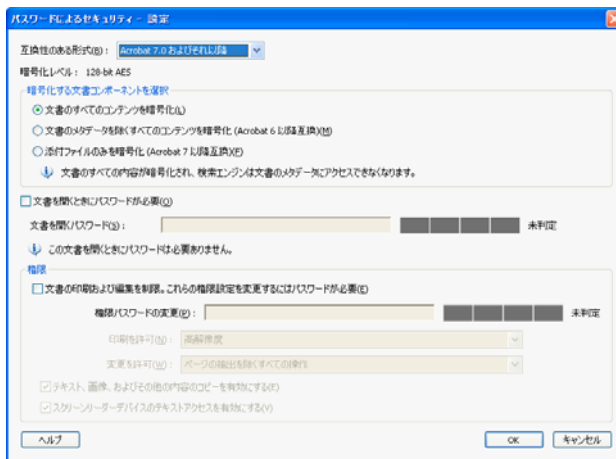 パスワードによるセキュリティ - 設定
互換性のある形式(B): Acrobat 7.0 およびそれ以降
暗号化レベル: 128-bit AES
暗号化する文書コンポーネントを選択
文書のすべてのコンテンツを暗号化(L)
文書のメタデータを除くすべてのコンテンツを暗号化 (Acrobat 6 以降互換)(M)
添付ファイルのみを暗号化 (Acrobat 7 以降互換)(F)
文書のすべての内容が暗号化され、検索エンジンは文書のメタデータにアクセスできなくなります。
文書を開くときにパスワードが必要(O)
文書を開くパスワード(S): 未判定
この文書を開くときにパスワードは必要ありません。
権限
文書の印刷および編集を制限。これらの権限設定を変更するにはパスワードが必要(E)
権限パスワードの変更(P): 未判定
印刷を許可(N): 高解像度
変更を許可(W): ページの抽出を除くすべての操作
テキスト、画像、およびその他の内容のコピーを有効にする(E)
スクリーンリーダーデバイスのテキストアクセスを有効にする(V)
ヘルプ OK キャンセル